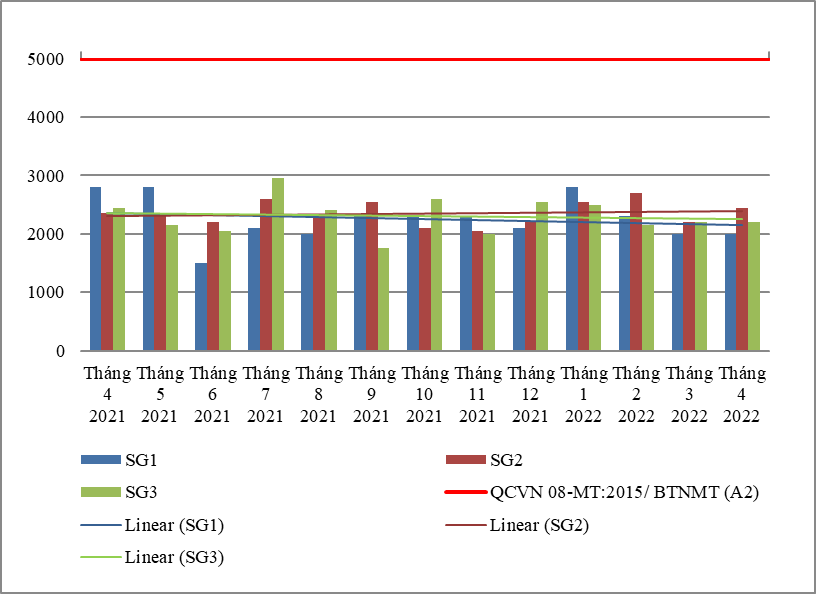 5000
4000
3000
2000
1000
0
Tháng Tháng Tháng Tháng Tháng Tháng Tháng Tháng Tháng Tháng Tháng Tháng Tháng
4 5 6 7 8 9 10 11 12 1 2 3 4
2021 2021 2021 2021 2021 2021 2021 2021 2021 2022 2022 2022 2022
SG1 SG2
SG3 QCVN 08-MT:2015/ BTNMT (A2)
Linear (SG1) Linear (SG2)
Linear (SG3)